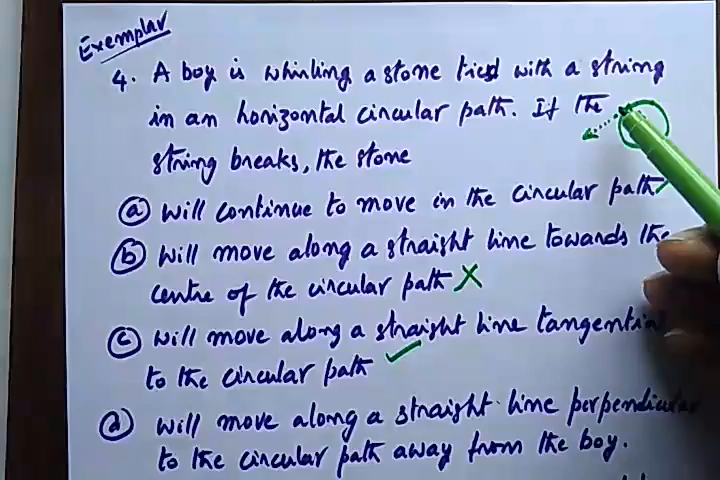 Exemplar
4. A boy is whirling a stone tied with a string
in an horizontal circular path. If the
string breaks, the stone
(a) will continue to move in the circular path
(b) will move along a straight line towards the
centre of the circular path X
(c) will move along a straight line tangential
to the circular path ✓
(d) will move along a straight line perpendicular
to the circular path away from the boy.